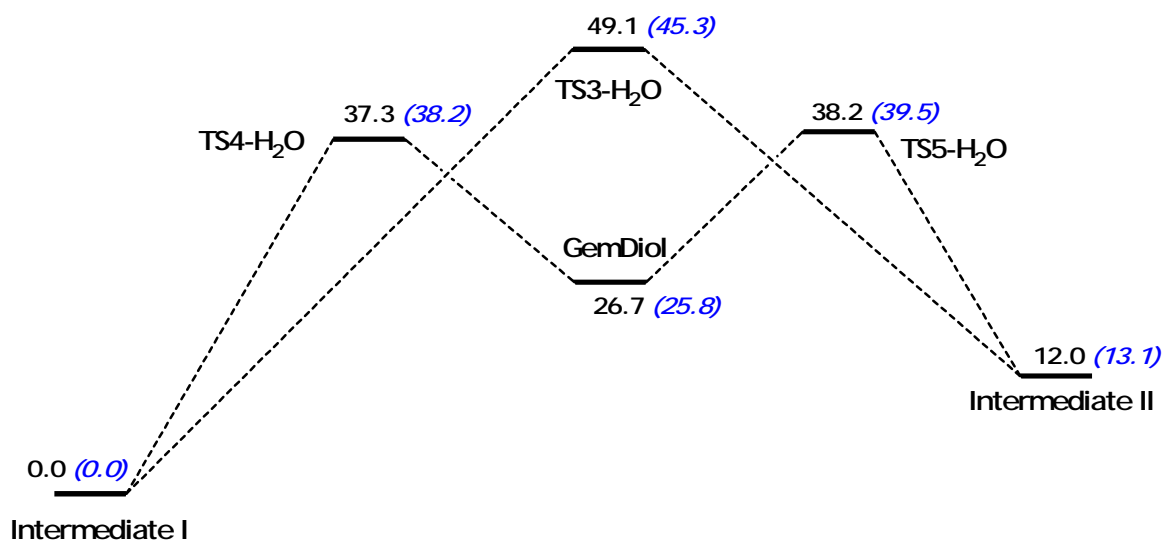 49.1 (45.3)
TS3-H2O
37.3 (38.2)
TS4-H2O
38.2 (39.5)
TS5-H2O
GemDiol
26.7 (25.8)
12.0 (13.1)
Intermediate II
0.0 (0.0)
Intermediate I